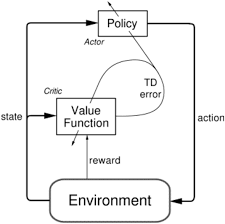 Policy
Actor
TD
error
Critic
Value
Function
state
action
reward
Environment